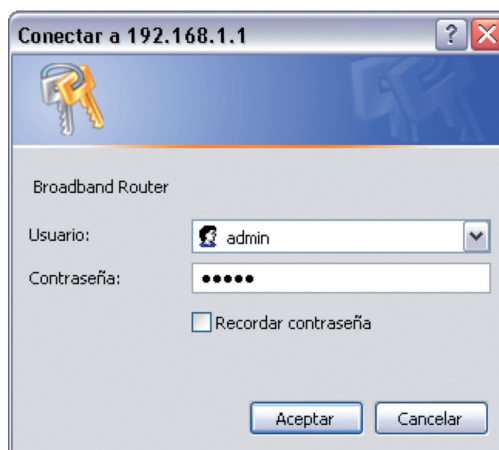 Conectar a 192.168.1.1
Broadband Router
Usuario: admin
Contraseña: •••••
Recordar contraseña
Aceptar Cancelar